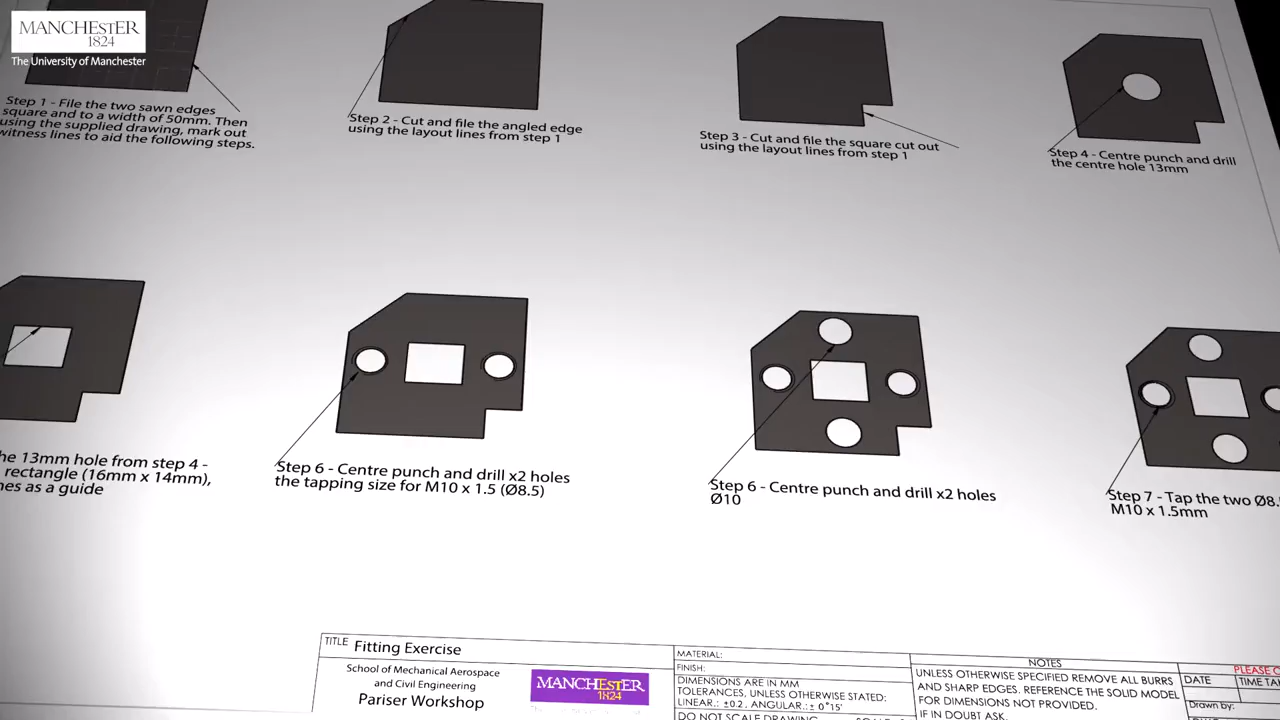 MANCHESTER
1824
The University of Manchester
Step 1 - File the two sawn edges
square and to a width of 50mm. Then
using the supplied drawing, mark out
witness lines to aid the following steps.
Step 2 - Cut and file the angled edge
using the layout lines from step 1
Step 3 - Cut and file the square cut out
using the layout lines from step 1
Step 4 - Centre punch and drill
the centre hole 13mm
the 13mm hole from step 4 -
rectangle (16mm x 14mm),
as a guide
Step 6 - Centre punch and drill x2 holes
the tapping size for M10 x 1.5 (Ø8.5)
Step 6 - Centre punch and drill x2 holes
Ø10
Step 7 - Tap the two Ø8.
M10 x 1.5mm
TITLE Fitting Exercise
School of Mechanical Aerospace
and Civil Engineering
Pariser Workshop
MANCHESTER
1824
MATERIAL:
FINISH:
DIMENSIONS ARE IN MM
TOLERANCES, UNLESS OTHERWISE STATED:
LINEAR: ±0.2, ANGULAR: ± 0°15'
DO NOT SCALE DRAWING
NOTES
UNLESS OTHERWISE SPECIFIED REMOVE ALL BURRS
AND SHARP EDGES. REFERENCE THE SOLID MODEL
FOR DIMENSIONS NOT PROVIDED.
IF IN DOUBT ASK.
PLEASE
DATE
TIME
Drawn by: